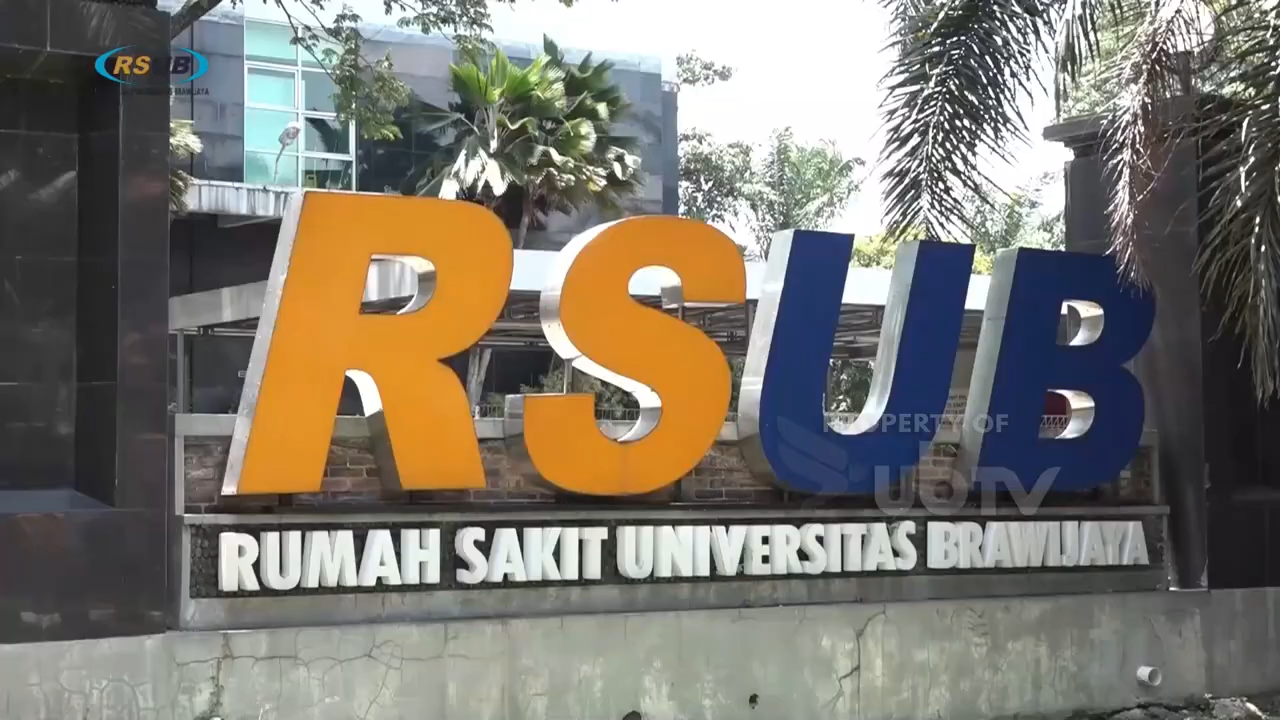 RSUB
RSUB
RUMAH SAKIT UNIVERSITAS BRAWIJAYA
PROPERTY OF
UBTV